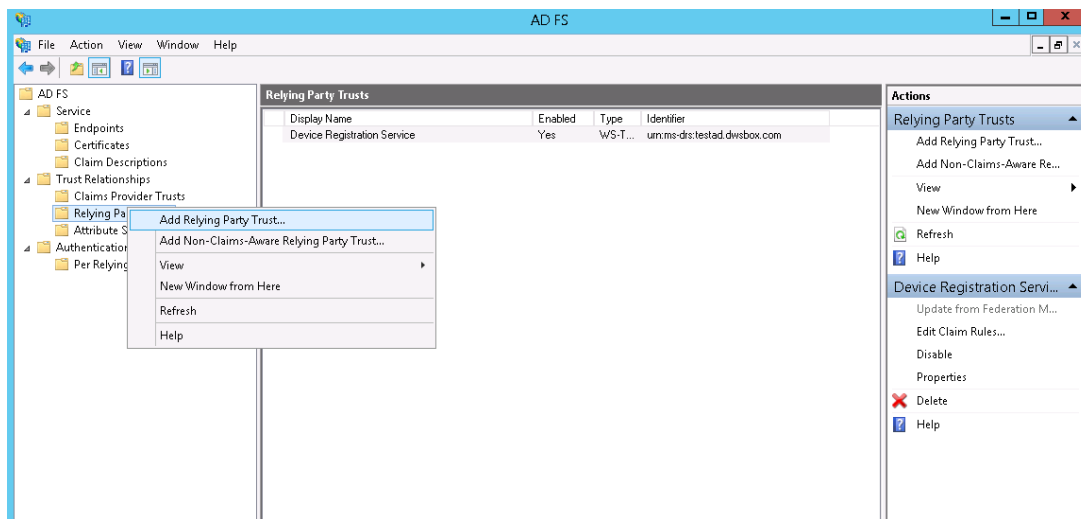 AD FS
File Action View Window Help
AD FS
Service
Endpoints
Certificates
Claim Descriptions
Trust Relationships
Claims Provider Trusts
Relying Pa
Attribute S
Authentication
Per Relying
Add Relying Party Trust...
Add Non-Claims-Aware Relying Party Trust...
View
New Window from Here
Refresh
Help
Relying Party Trusts
Display Name Enabled Type Identifier
Device Registration Service Yes WS-T... urn:ms-drs:testad.dwsbox.com
Actions
Relying Party Trusts
Add Relying Party Trust...
Add Non-Claims-Aware Re...
View
New Window from Here
Refresh
Help
Device Registration Servi...
Update from Federation M...
Edit Claim Rules...
Disable
Properties
Delete
Help